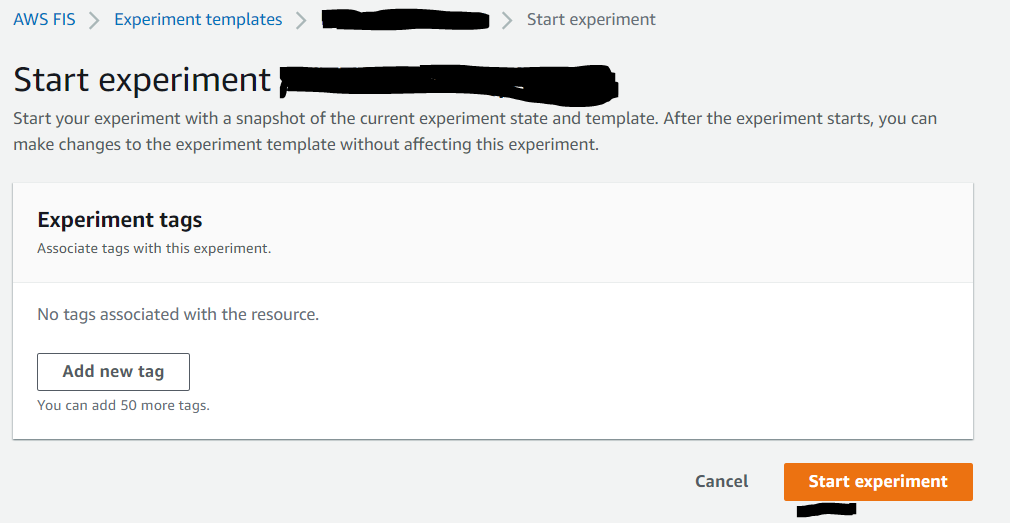 AWS FIS > Experiment templates > > Start experiment
Start experiment
Start your experiment with a snapshot of the current experiment state and template. After the experiment starts, you can
make changes to the experiment template without affecting this experiment.
Experiment tags
Associate tags with this experiment.
No tags associated with the resource.
Add new tag
You can add 50 more tags.
Cancel Start experiment